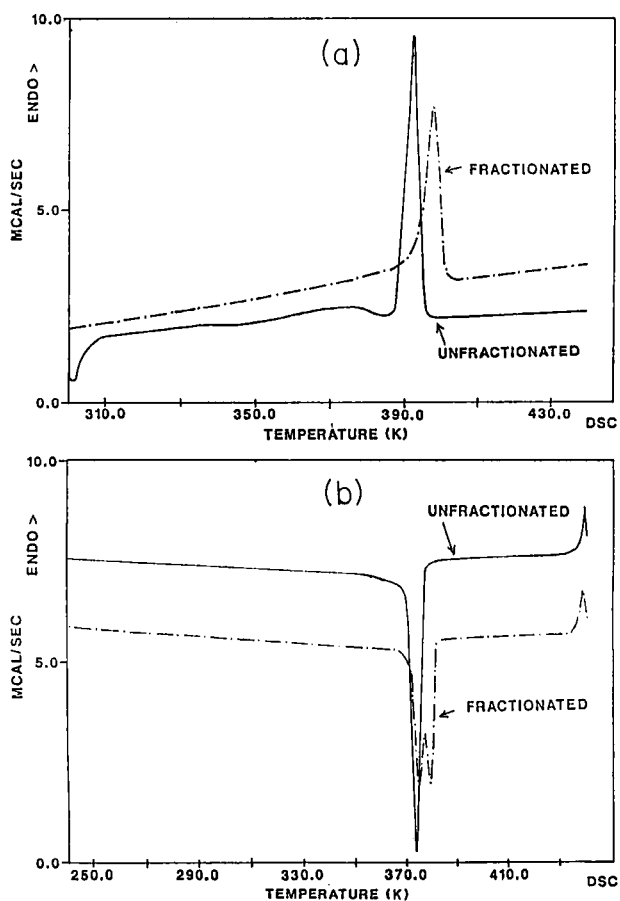 10.0
(a)
ENDO >
MCAL/SEC
5.0
0.0
FRACTIONATED
UNFRACTIONATED
310.0 350.0 390.0 430.0
TEMPERATURE (K) DSC
10.0
(b)
ENDO >
MCAL/SEC
5.0
0.0
UNFRACTIONATED
FRACTIONATED
250.0 290.0 330.0 370.0 410.0
TEMPERATURE (K) DSC